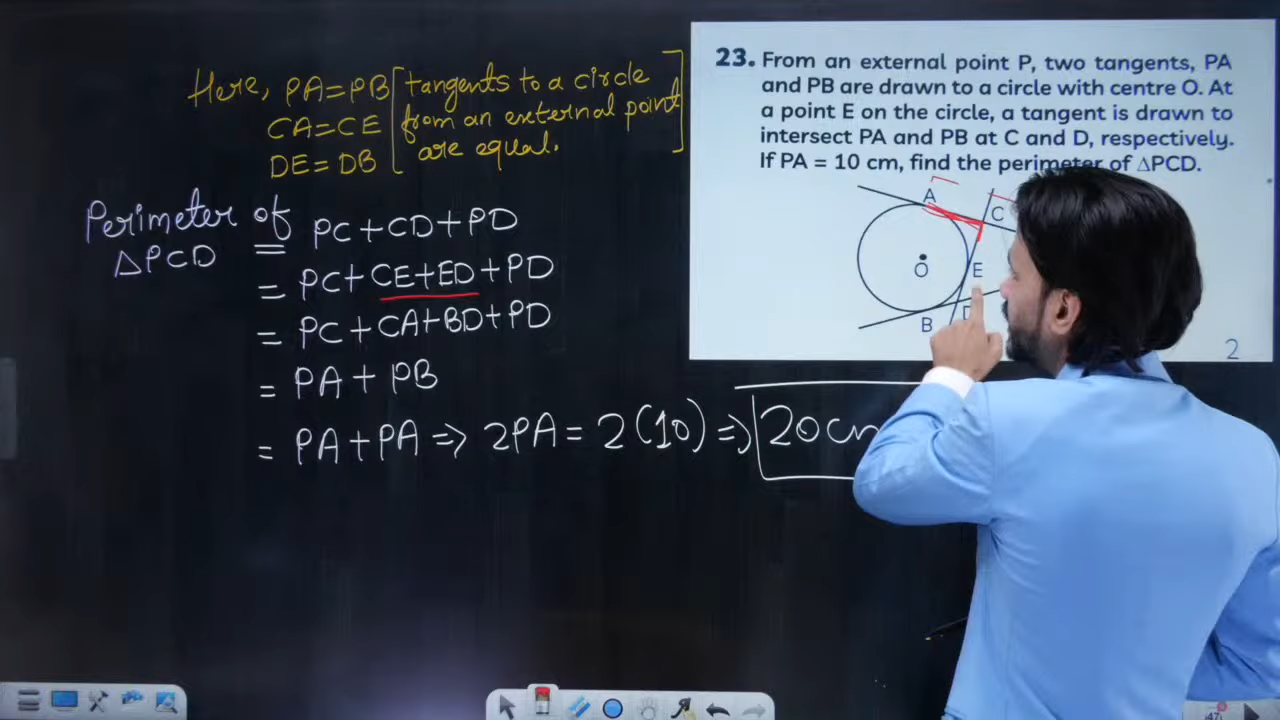 Here, PA=PB [tangents to a circle
CA=CE from an external point
DE=DB are equal.]
Perimeter of
△PCD = PC+CD+PD
= PC+CE+ED+PD
= PC+CA+BD+PD
= PA+PB
= PA+PA ⇒ 2PA = 2(10) ⇒ 20cm
23. From an external point P, two tangents, PA
and PB are drawn to a circle with centre O. At
a point E on the circle, a tangent is drawn to
intersect PA and PB at C and D, respectively.
If PA = 10 cm, find the perimeter of △PCD.
A
C
O
E
B
D
2